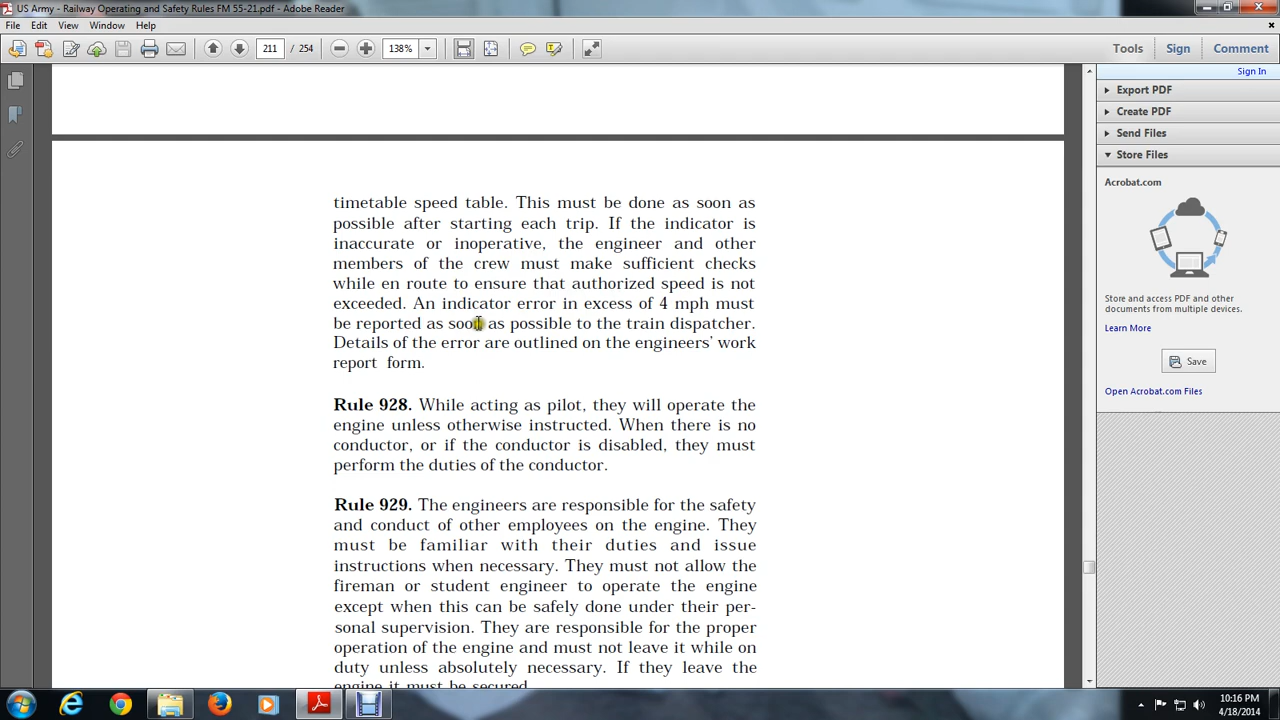 US Army - Railway Operating and Safety Rules FM 55-21.pdf - Adobe Reader
File Edit View Window Help
211 / 254 138% Tools Sign Comment
Sign In
Export PDF
Create PDF
Send Files
Store Files
Acrobat.com
Store and access PDF and other
documents from multiple devices.
Learn More
Save
Open Acrobat.com Files
timetable speed table. This must be done as soon as
possible after starting each trip. If the indicator is
inaccurate or inoperative, the engineer and other
members of the crew must make sufficient checks
while en route to ensure that authorized speed is not
exceeded. An indicator error in excess of 4 mph must
be reported as soon as possible to the train dispatcher.
Details of the error are outlined on the engineers' work
report form.
Rule 928. While acting as pilot, they will operate the
engine unless otherwise instructed. When there is no
conductor, or if the conductor is disabled, they must
perform the duties of the conductor.
Rule 929. The engineers are responsible for the safety
and conduct of other employees on the engine. They
must be familiar with their duties and issue
instructions when necessary. They must not allow the
fireman or student engineer to operate the engine
except when this can be safely done under their per-
sonal supervision. They are responsible for the proper
operation of the engine and must not leave it while on
duty unless absolutely necessary. If they leave the
engine it must be secured
10:16 PM
4/18/2014